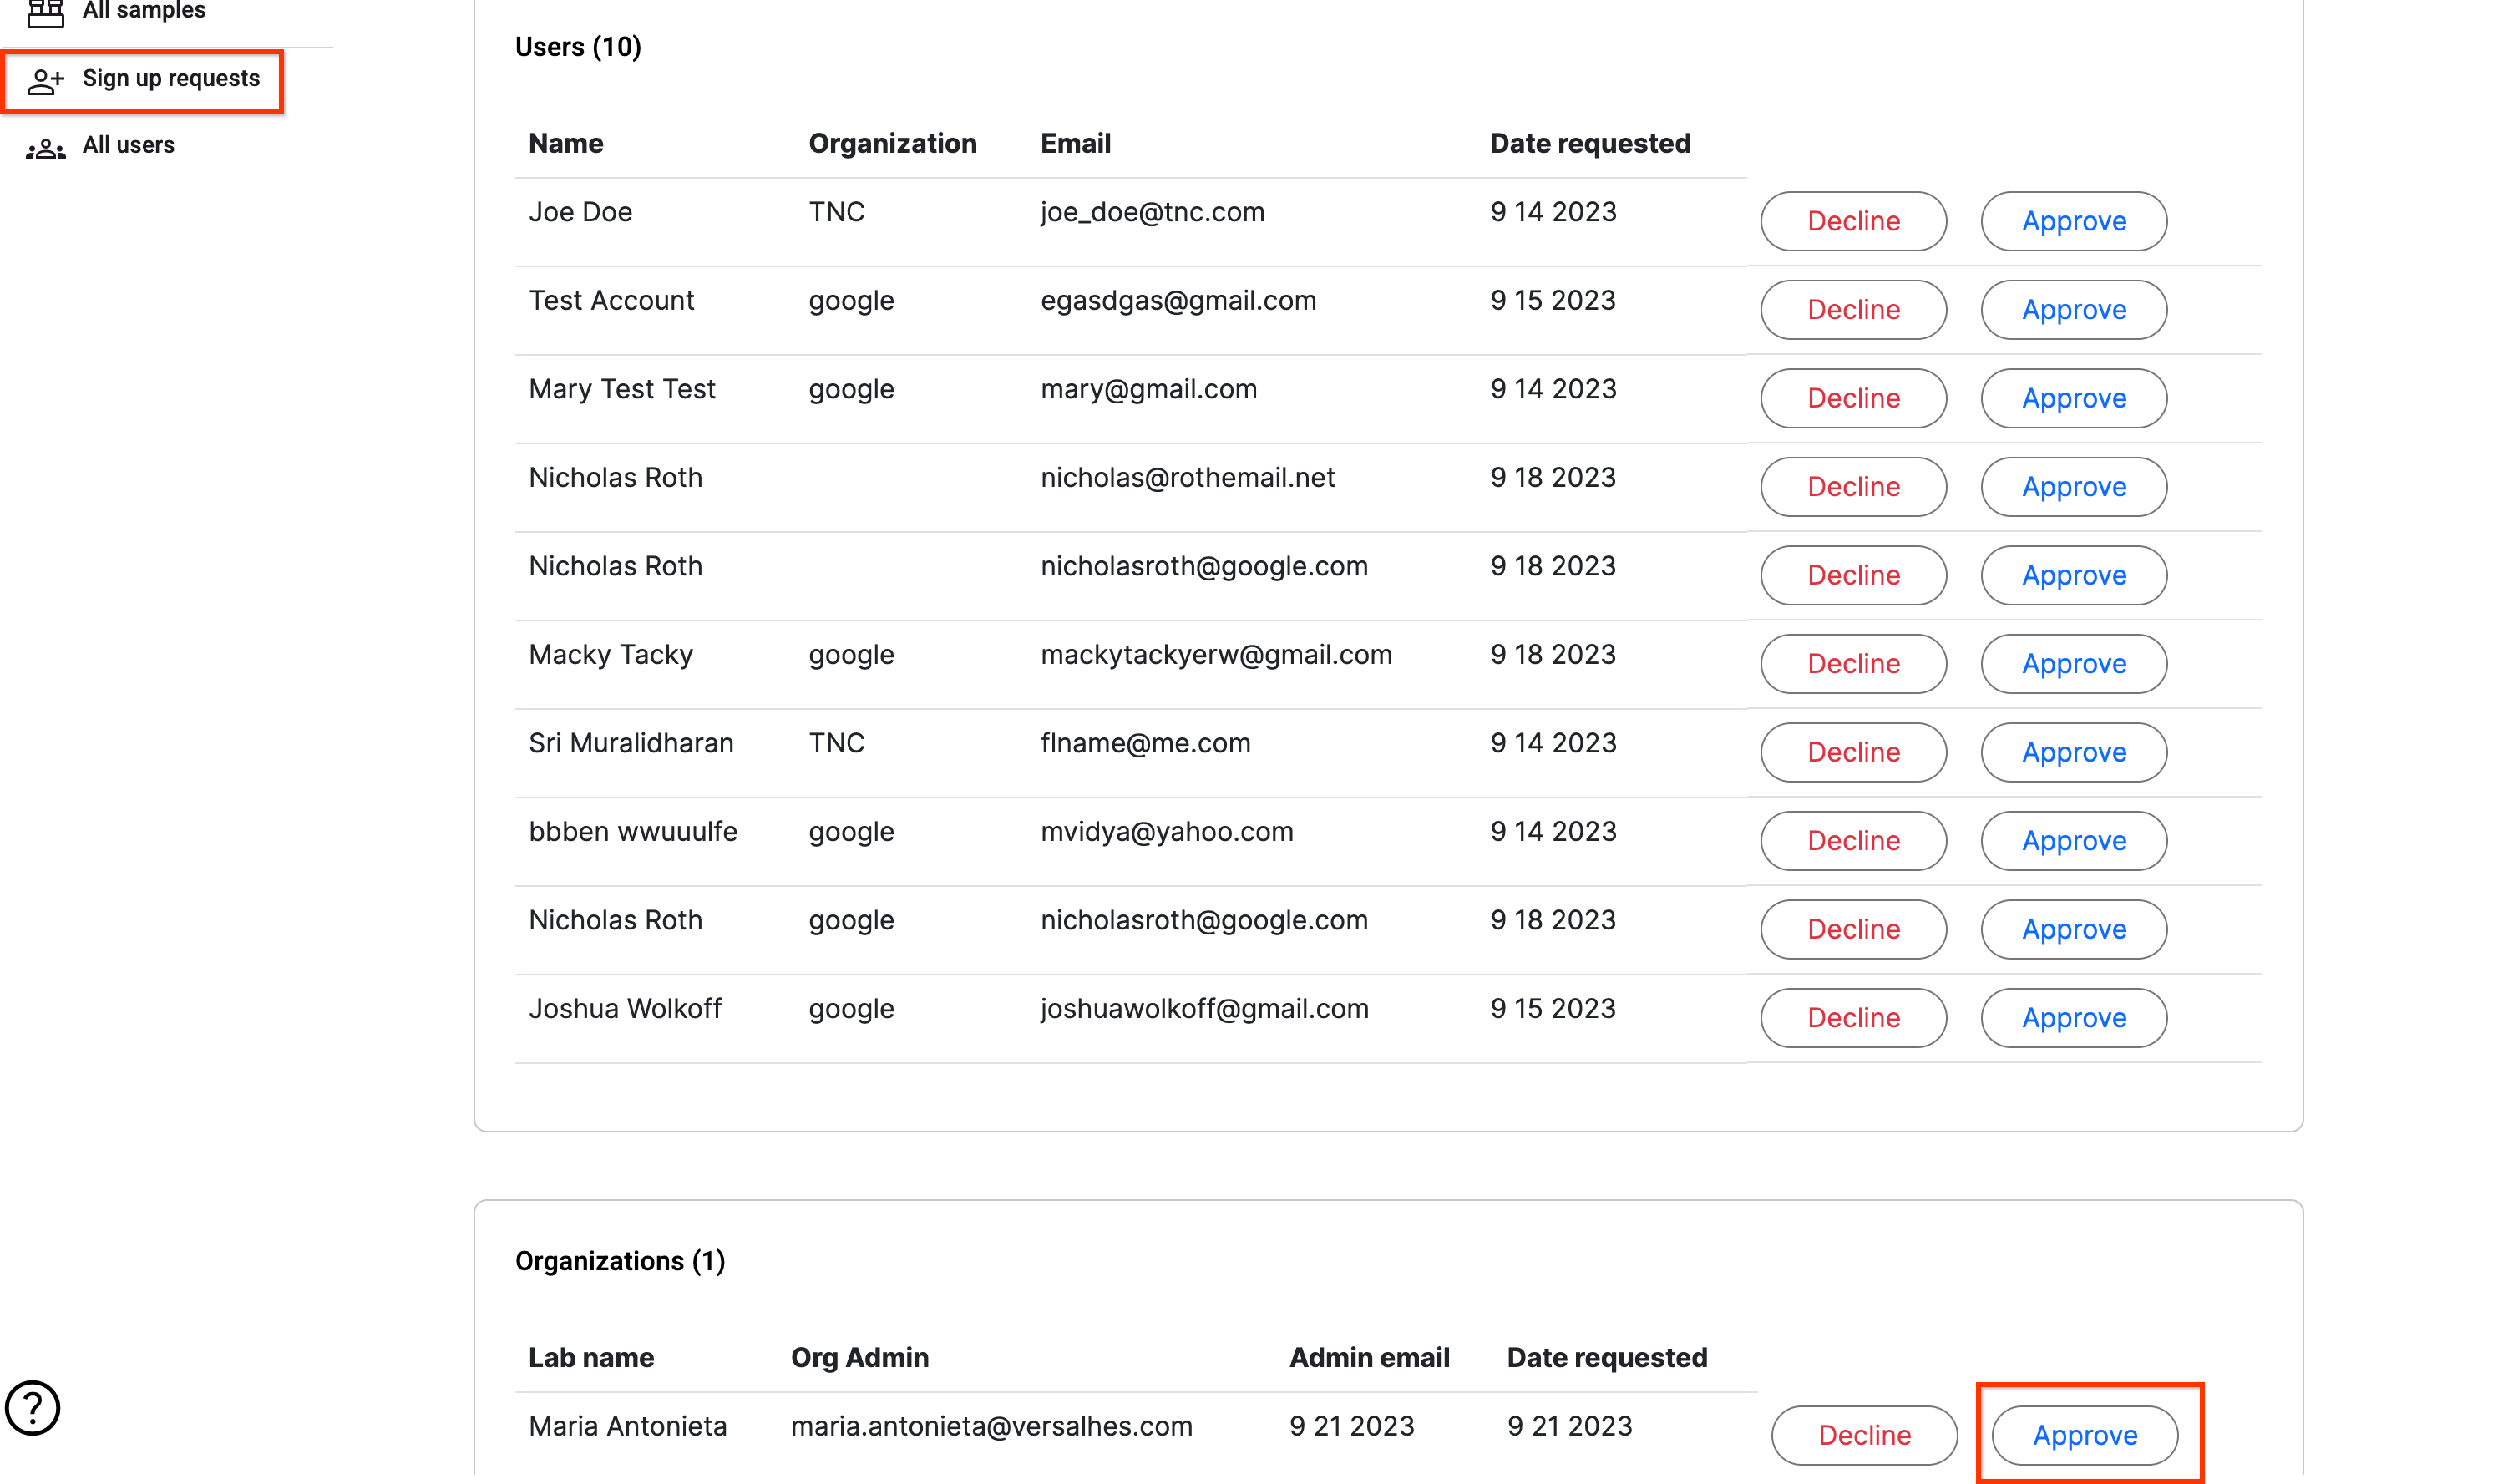 All samples
Sign up requests
All users
Users (10)
Name Organization Email Date requested
Joe Doe TNC joe_doe@tnc.com 9 14 2023 Decline Approve
Test Account google egasdgas@gmail.com 9 15 2023 Decline Approve
Mary Test Test google mary@gmail.com 9 14 2023 Decline Approve
Nicholas Roth nicholas@rothemail.net 9 18 2023 Decline Approve
Nicholas Roth nicholasroth@google.com 9 18 2023 Decline Approve
Macky Tacky google mackytackyerw@gmail.com 9 18 2023 Decline Approve
Sri Muralidharan TNC flname@me.com 9 14 2023 Decline Approve
bbben wwuuulfe google mvidya@yahoo.com 9 14 2023 Decline Approve
Nicholas Roth google nicholasroth@google.com 9 18 2023 Decline Approve
Joshua Wolkoff google joshuawolkoff@gmail.com 9 15 2023 Decline Approve
Organizations (1)
Lab name Org Admin Admin email Date requested
Maria Antonieta maria.antonieta@versalhes.com 9 21 2023 9 21 2023 Decline Approve
?